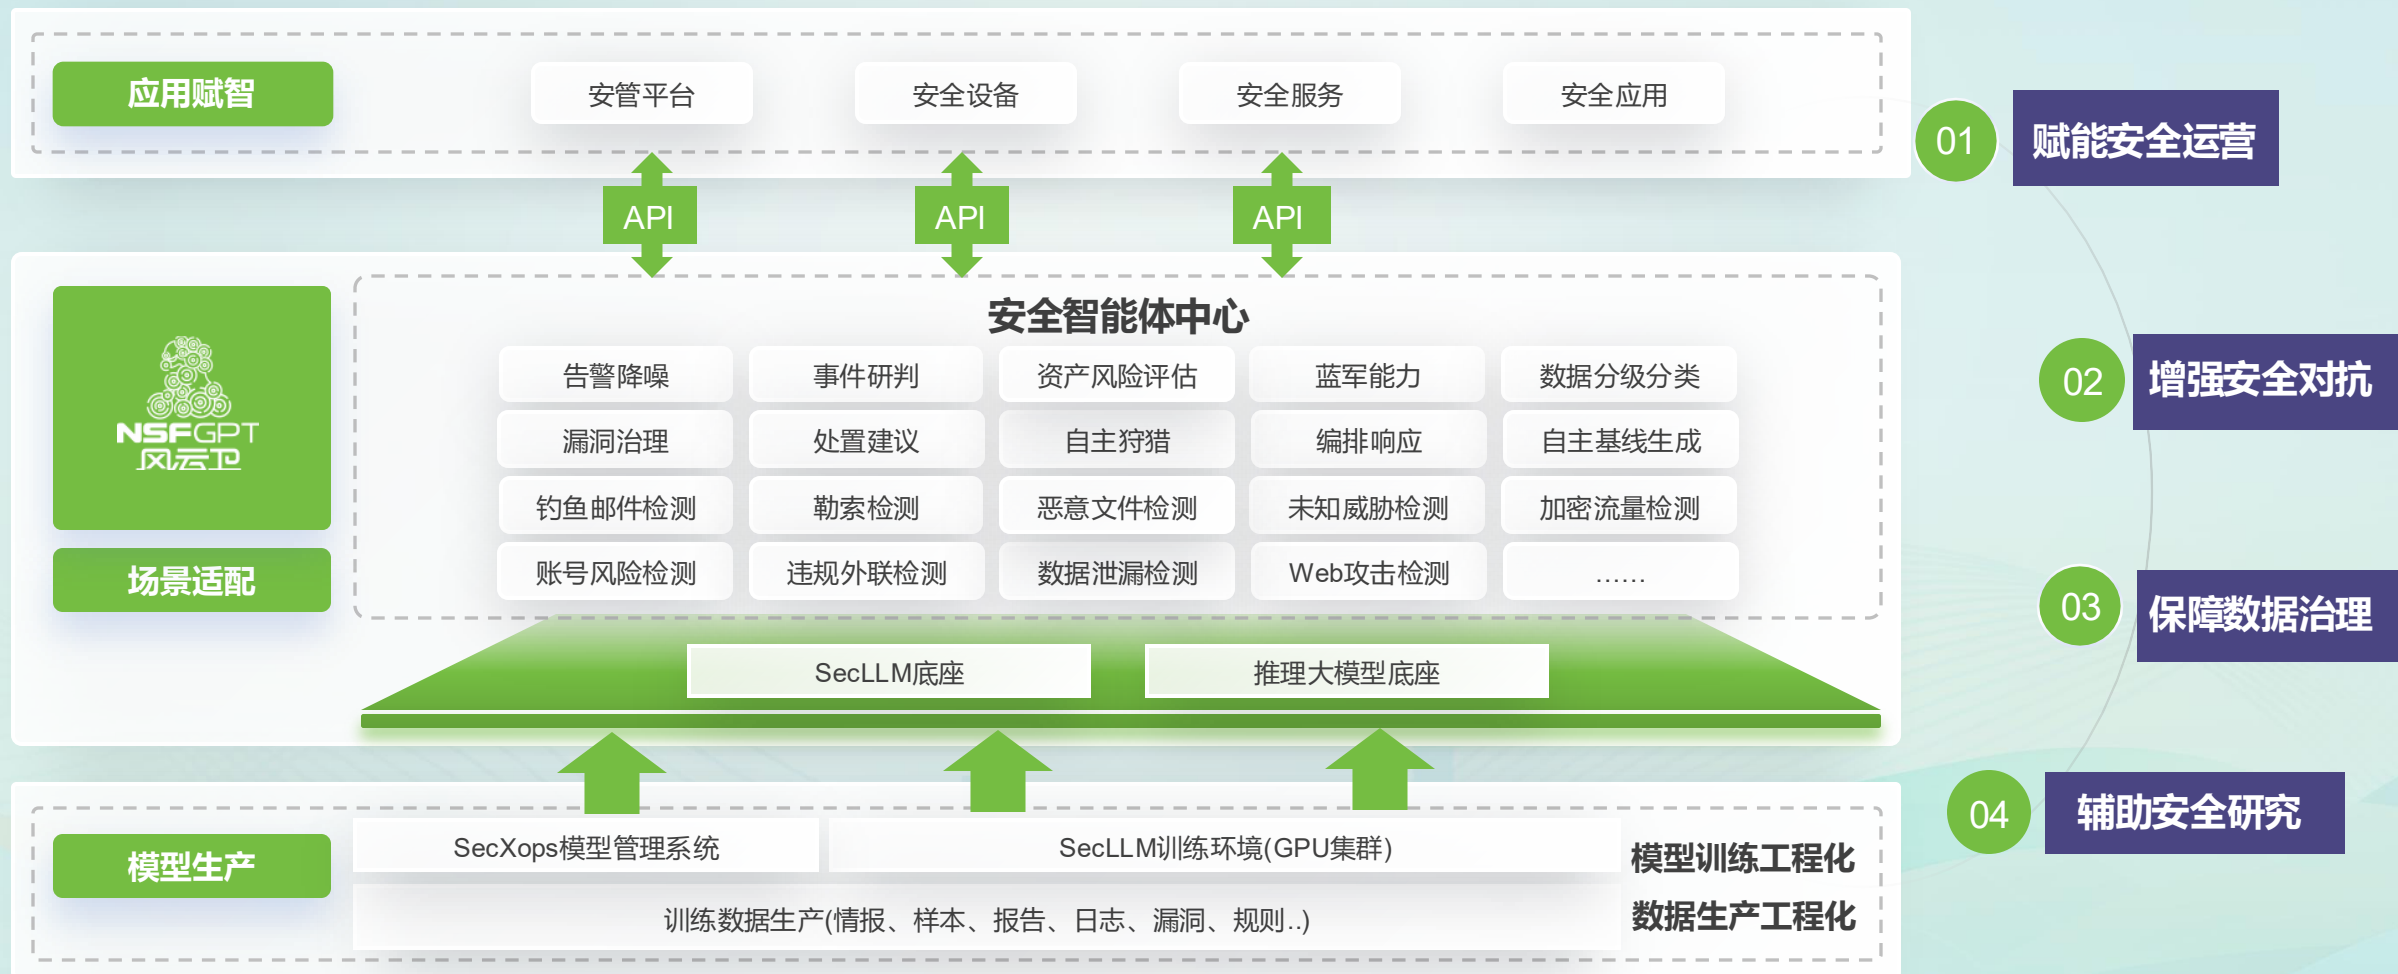 应用赋智
安管平台
安全设备
安全服务
安全应用
API
API
API
01
赋能安全运营
安全智能体中心
NSFGPT
风云卫
场景适配
告警降噪
事件研判
资产风险评估
蓝军能力
数据分级分类
漏洞治理
处置建议
自主狩猎
编排响应
自主基线生成
钓鱼邮件检测
勒索检测
恶意文件检测
未知威胁检测
加密流量检测
账号风险检测
违规外联检测
数据泄漏检测
Web攻击检测
……
02
增强安全对抗
03
保障数据治理
SecLLM底座
推理大模型底座
模型生产
SecXops模型管理系统
SecLLM训练环境(GPU集群)
模型训练工程化
训练数据生产(情报、样本、报告、日志、漏洞、规则..)
数据生产工程化
04
辅助安全研究